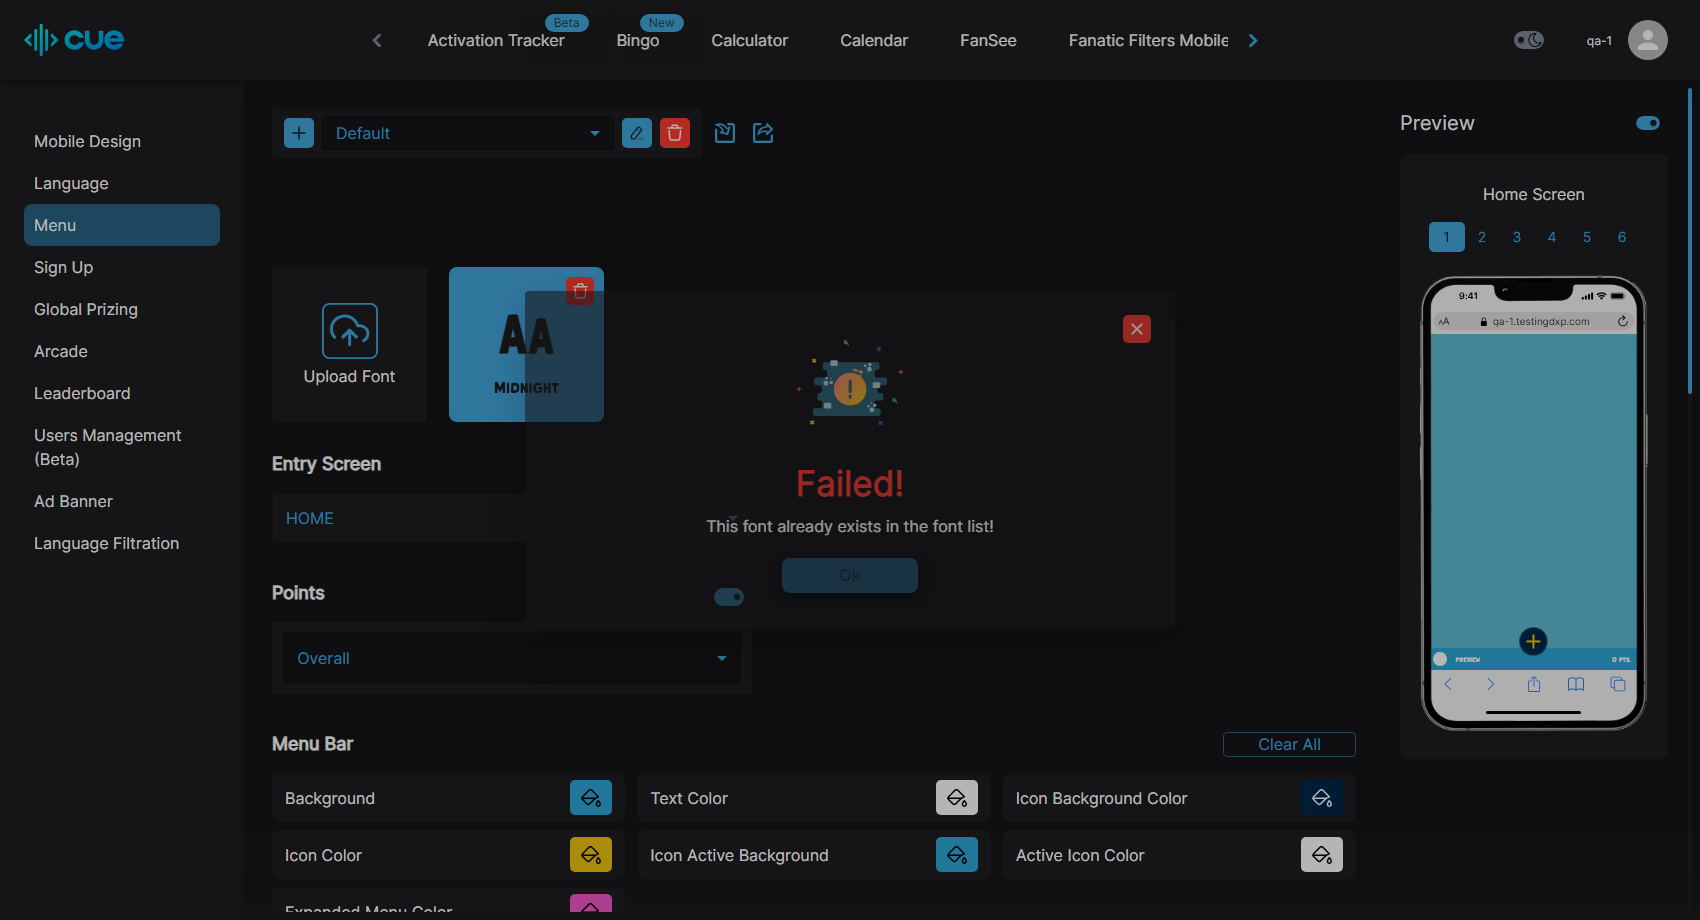 cue
Activation Tracker
Beta
Bingo
New
Calculator
Calendar
FanSee
Fanatic Filters Mobile
qa-1
Mobile Design
Language
Menu
Sign Up
Global Prizing
Arcade
Leaderboard
Users Management
(Beta)
Ad Banner
Language Filtration
Default
Upload Font
AA
MIDNIGHT
Entry Screen
HOME
Points
Overall
Menu Bar
Clear All
Background
Text Color
Icon Background Color
Icon Color
Icon Active Background
Active Icon Color
Expanded Menu Color
Failed!
This font already exists in the font list!
Ok
Preview
Home Screen
1 2 3 4 5 6
9:41
AA
qa-1.testingdxp.com
PREVIEW
0 PTS.